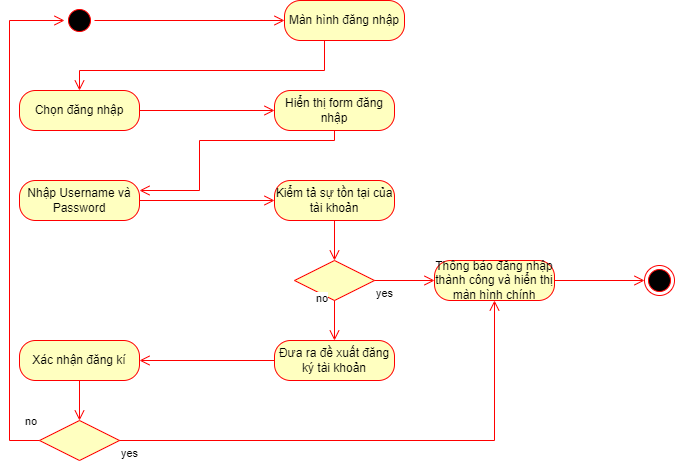 Màn hình đăng nhập
Chọn đăng nhập
Hiển thị form đăng
nhập
Nhập Username và
Password
Kiểm tả sự tồn tại của
tài khoản
Thông báo đăng nhập
thành công và hiển thị
màn hình chính
yes
no
Đưa ra đề xuất đăng
ký tài khoản
Xác nhận đăng kí
no
yes